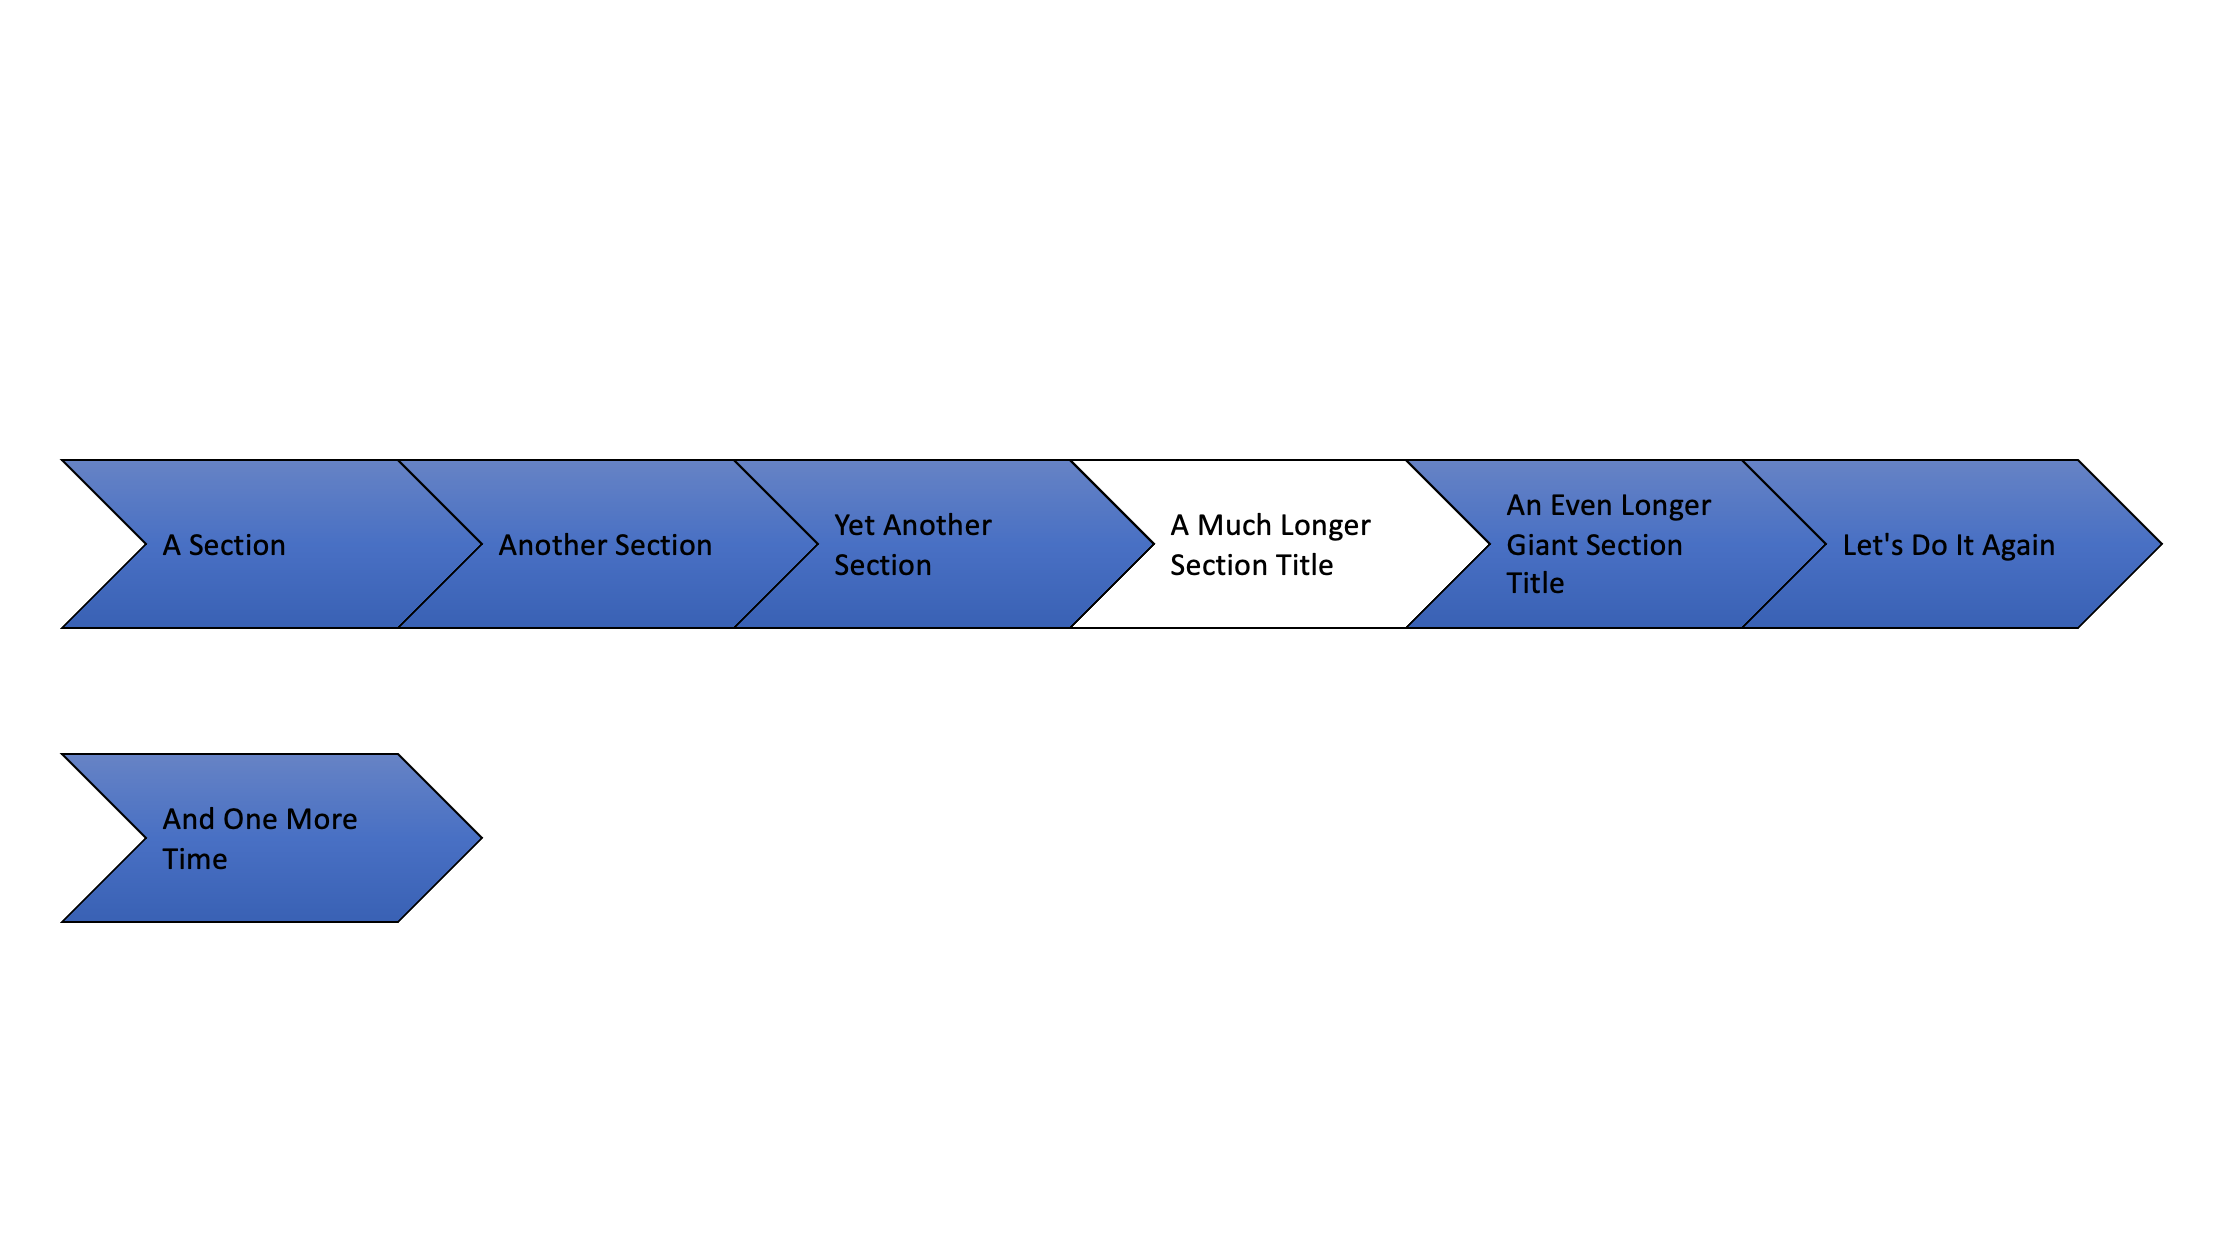 A Section
Another Section
Yet Another
Section
A Much Longer
Section Title
An Even Longer
Giant Section
Title
Let's Do It Again
And One More
Time